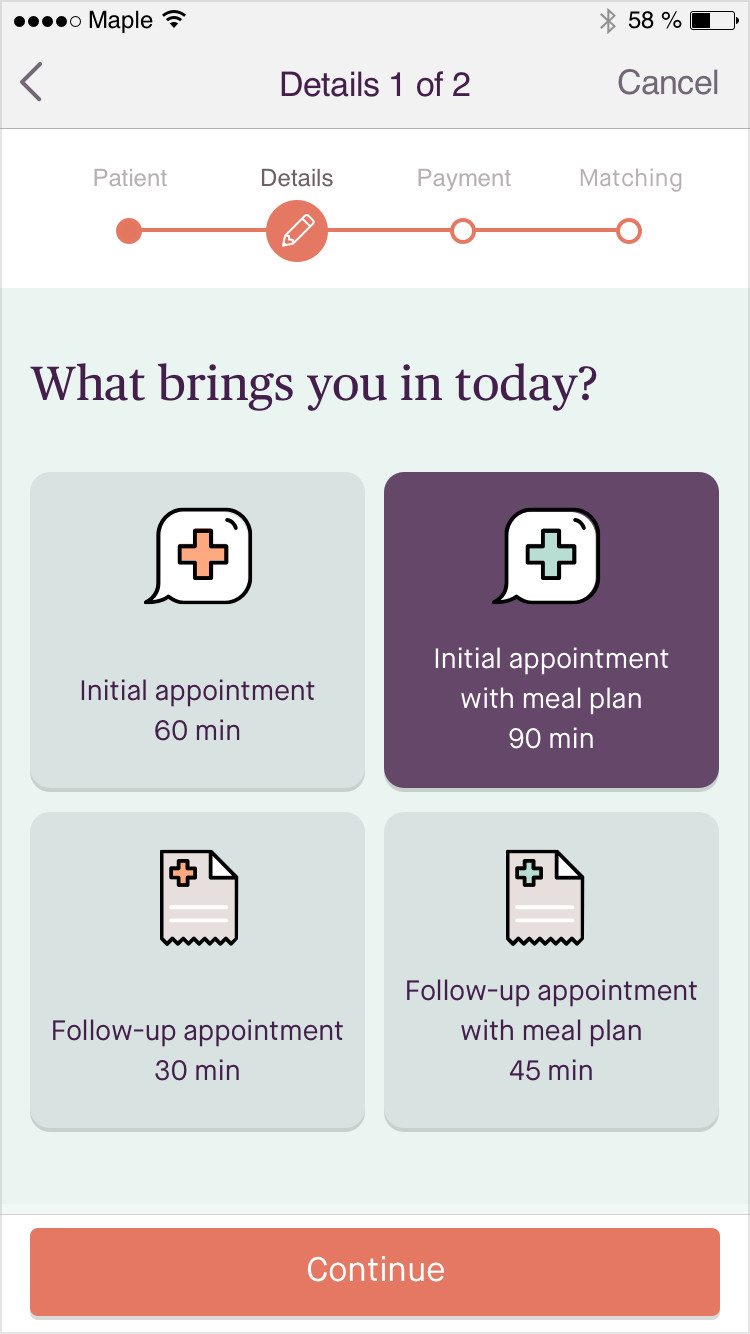 Maple 58 %
Details 1 of 2 Cancel
Patient Details Payment Matching
What brings you in today?
Initial appointment
60 min
Initial appointment
with meal plan
90 min
Follow-up appointment
30 min
Follow-up appointment
with meal plan
45 min
Continue